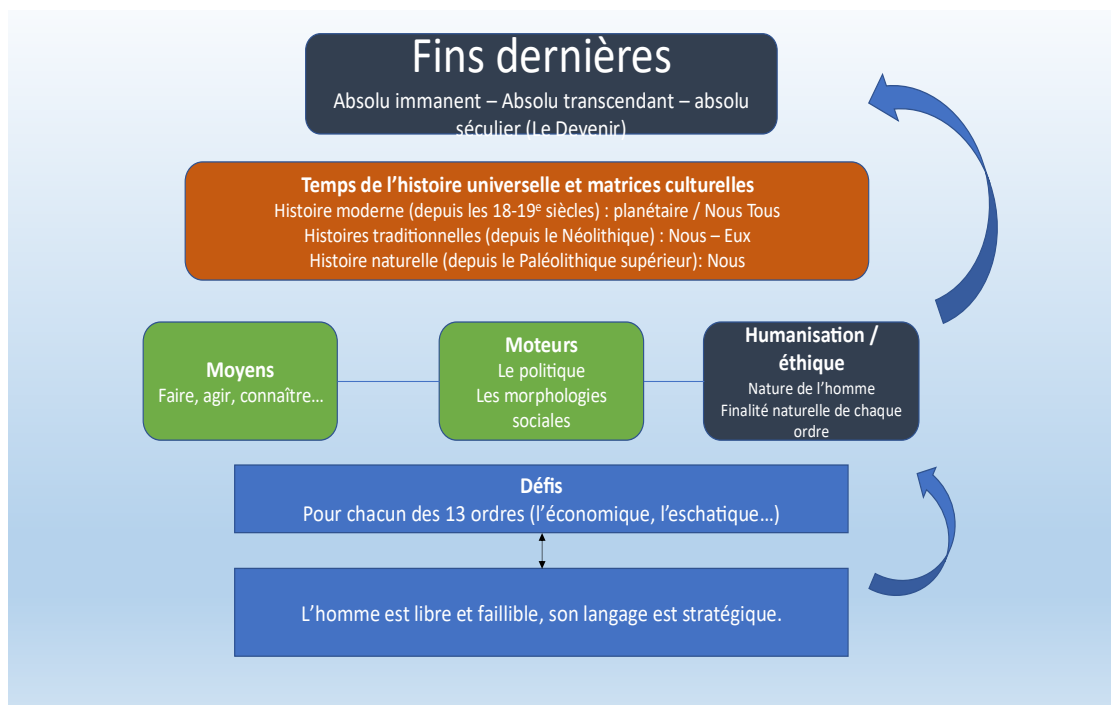 Fins dernières
Absolu immanent – Absolu transcendant – absolu
séculier (Le Devenir)
Temps de l’histoire universelle et matrices culturelles
Histoire moderne (depuis les 18-19e siècles) : planétaire / Nous Tous
Histoires traditionnelles (depuis le Néolithique) : Nous – Eux
Histoire naturelle (depuis le Paléolithique supérieur): Nous
Moyens
Faire, agir, connaître…
Moteurs
Le politique
Les morphologies
sociales
Humanisation /
éthique
Nature de l’homme
Finalité naturelle de chaque
ordre
Défis
Pour chacun des 13 ordres (l’économique, l’eschatique…)
L’homme est libre et faillible, son langage est stratégique.